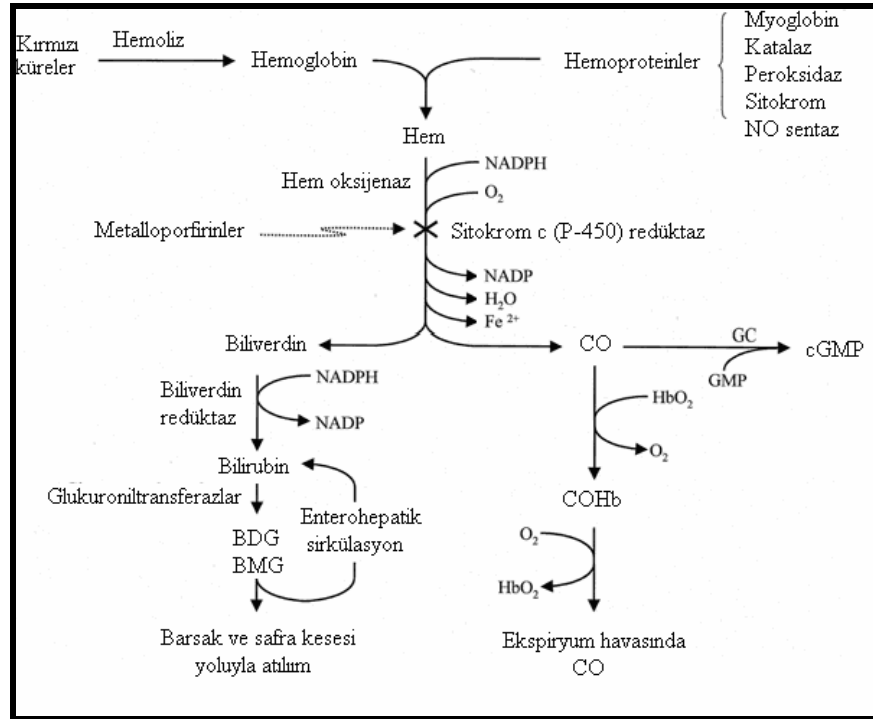 Kırmızı
küreler
Hemoliz
Hemoglobin
Hemoproteinler
Myoglobin
Katalaz
Peroksidaz
Sitokrom
NO sentaz
Hem
Hem oksijenaz
NADPH
O₂
Metalloporfirinler
Sitokrom c (P-450) redüktaz
NADP
H₂O
Fe ²⁺
Biliverdin
CO
GC
cGMP
GMP
Biliverdin
redüktaz
NADPH
NADP
HbO₂
O₂
Bilirubin
Glukuroniltransferazlar
Enterohepatik
sirkülasyon
BDG
BMG
COHb
O₂
HbO₂
Barsak ve safra kesesi
yoluyla atılım
Ekspiryum havasında
CO